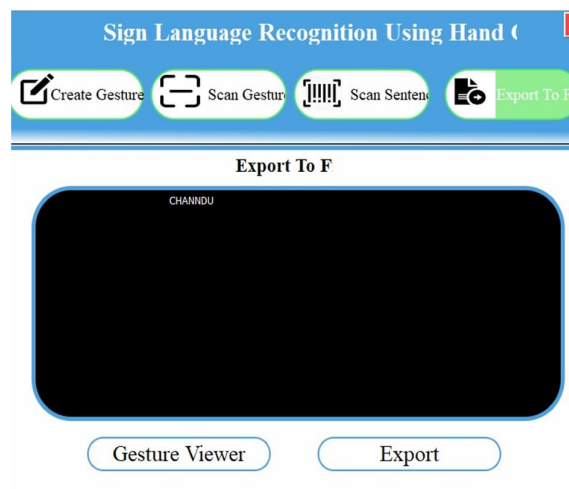 Sign Language Recognition Using Hand
Create Gesture Scan Gestur Scan Senten Export To F
Export To F
CHANNDU
Gesture Viewer Export